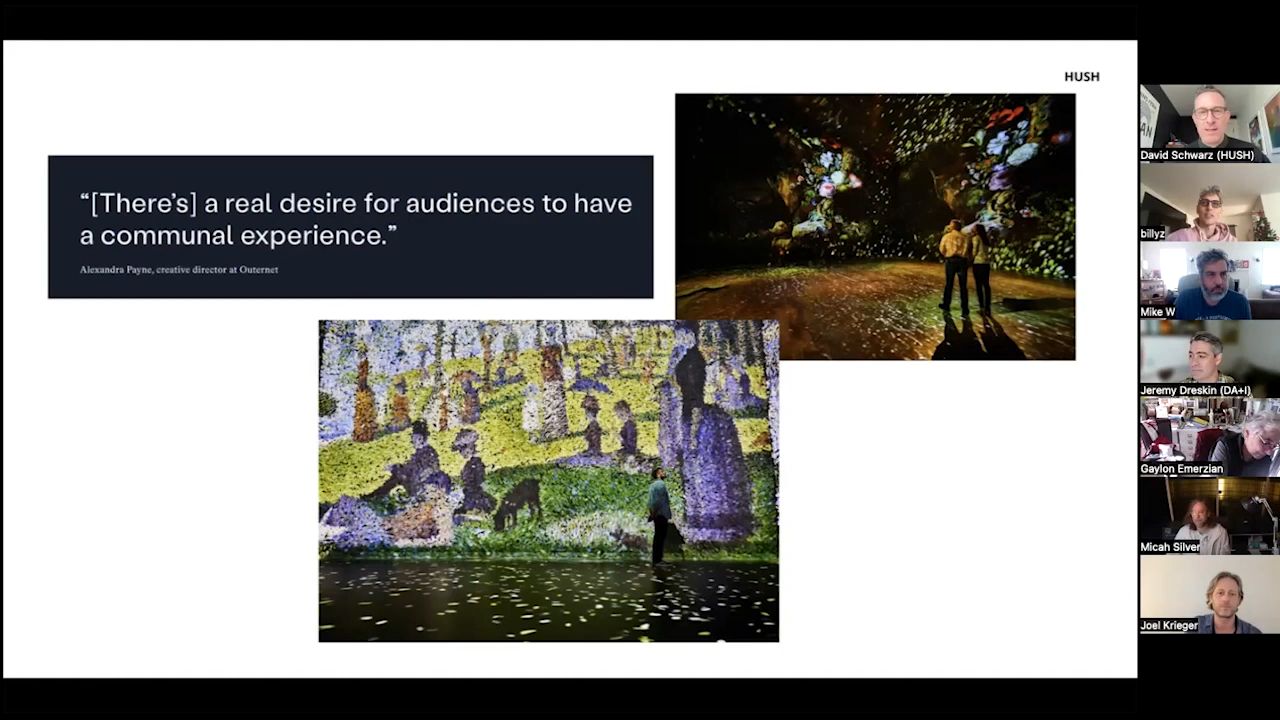 HUSH
“[There’s] a real desire for audiences to have
a communal experience.”
Alexandra Payne, creative director at Outernet
David Schwarz (HUSH)
billyz
Mike W
Jeremy Dreskin (DA+I)
Gaylon Emerzian
Micah Silver
Joel Krieger